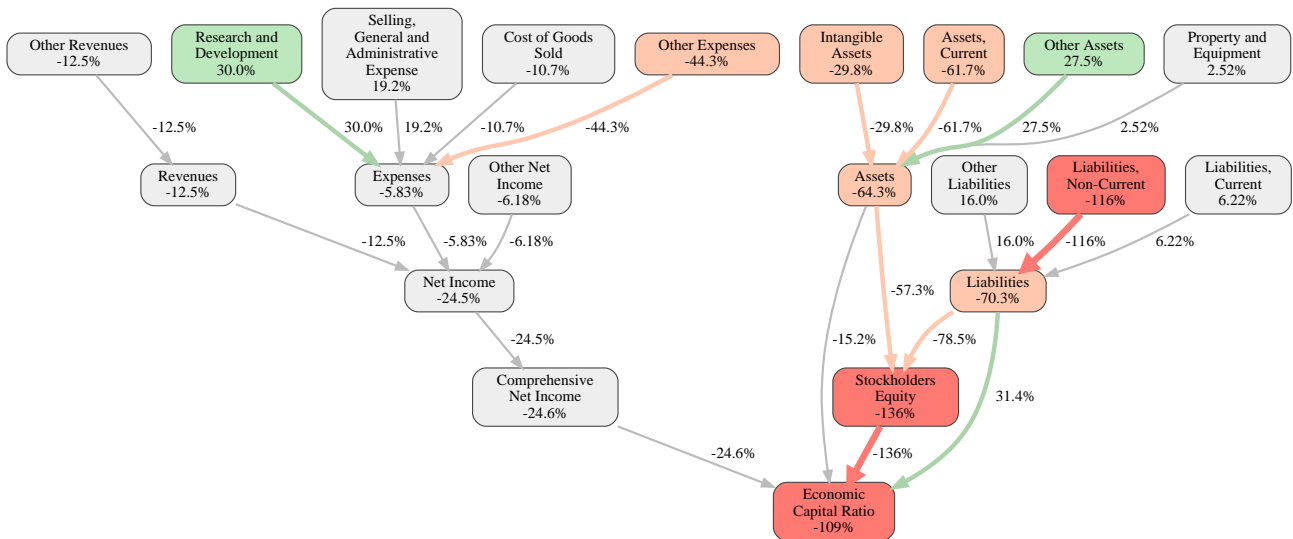 Other Revenues
-12.5%
Research and
Development
30.0%
Selling,
General and
Administrative
Expense
19.2%
Cost of Goods
Sold
-10.7%
Other Expenses
-44.3%
Intangible
Assets
-29.8%
Assets,
Current
-61.7%
Other Assets
27.5%
Property and
Equipment
2.52%
-12.5%
30.0%
19.2%
-10.7%
-44.3%
-29.8%
-61.7%
27.5%
2.52%
Revenues
-12.5%
Expenses
-5.83%
Other Net
Income
-6.18%
Assets
-64.3%
Other
Liabilities
16.0%
Liabilities,
Non-Current
-116%
Liabilities,
Current
6.22%
-12.5%
-5.83%
-6.18%
16.0%
-116%
6.22%
Net Income
-24.5%
-57.3%
Liabilities
-70.3%
-24.5%
-15.2%
-78.5%
Comprehensive
Net Income
-24.6%
Stockholders
Equity
-136%
31.4%
-24.6%
-136%
Economic
Capital Ratio
-109%